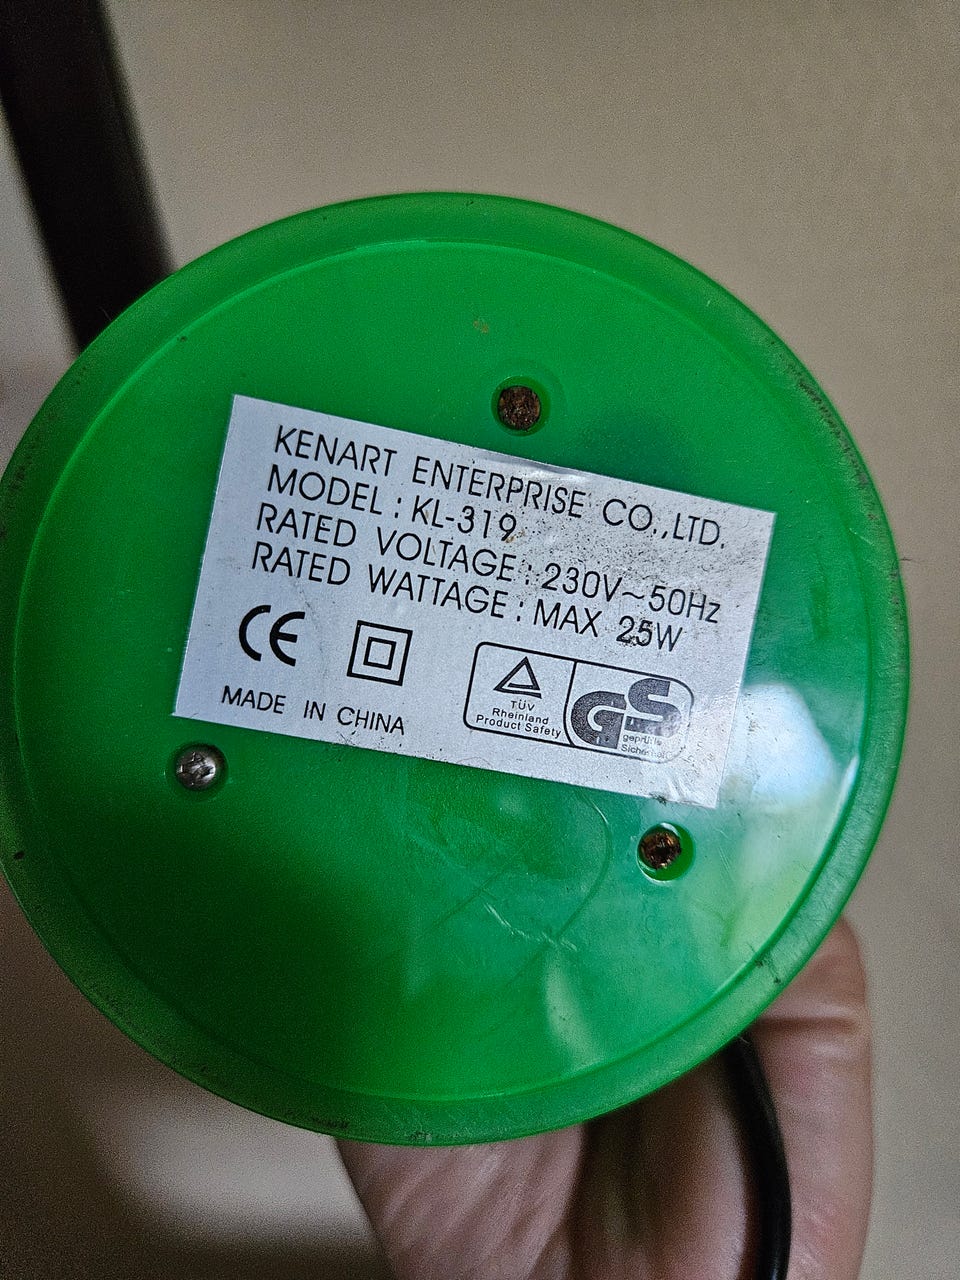 KENART ENTERPRISE CO.,LTD.
MODEL : KL-319
RATED VOLTAGE : 230V~50Hz
RATED WATTAGE : MAX 25W
CE
TÜV
Rheinland
Product Safety
GS
geprüfte
MADE IN CHINA